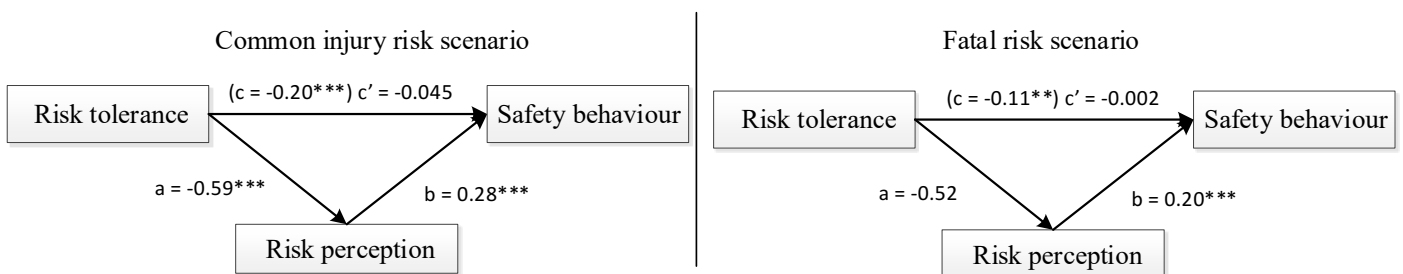 Common injury risk scenario
Risk tolerance
(c = -0.20***) c’ = -0.045
Safety behaviour
a = -0.59***
b = 0.28***
Risk perception
Fatal risk scenario
Risk tolerance
(c = -0.11**) c’ = -0.002
Safety behaviour
a = -0.52
b = 0.20***
Risk perception